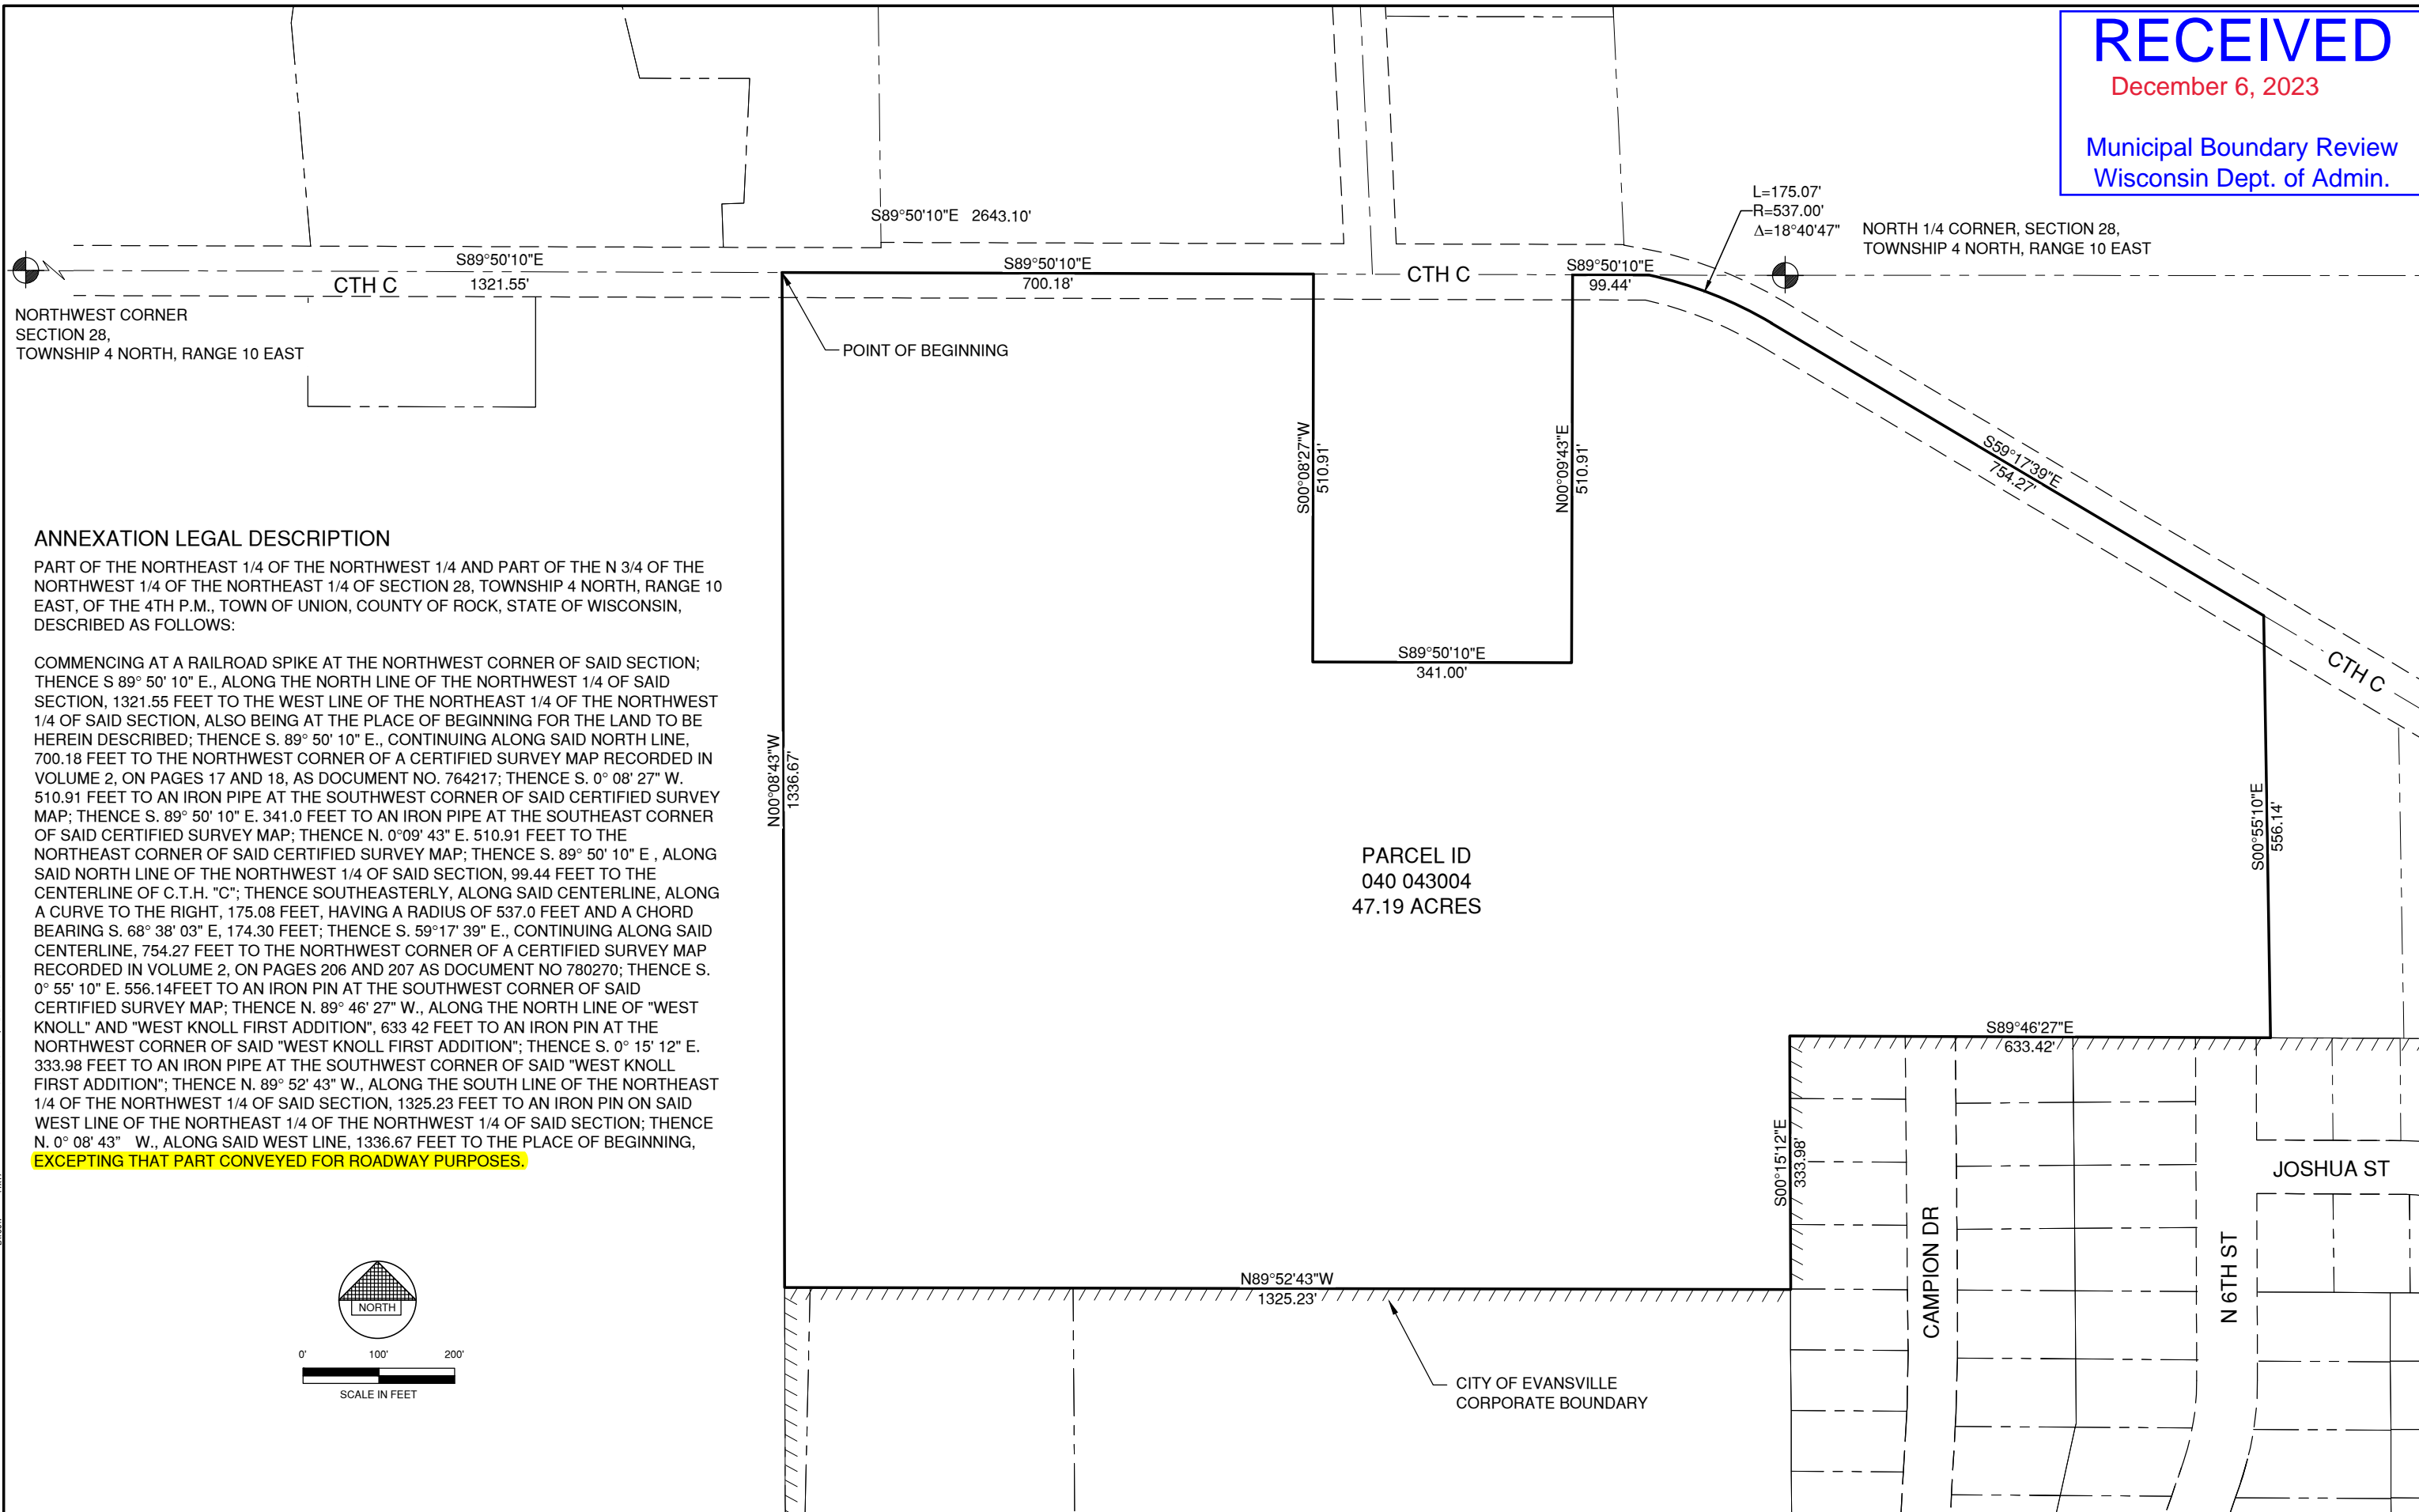 RECEIVED
December 6, 2023
Municipal Boundary Review
Wisconsin Dept. of Admin.
L=175.07'
R=537.00'
Δ=18°40'47"
NORTH 1/4 CORNER, SECTION 28,
TOWNSHIP 4 NORTH, RANGE 10 EAST
S89°50'10"E 2643.10'
S89°50'10"E
1321.55'
CTH C
S89°50'10"E
700.18'
CTH C
S89°50'10"E
99.44'
NORTHWEST CORNER
SECTION 28,
TOWNSHIP 4 NORTH, RANGE 10 EAST
POINT OF BEGINNING
S00°08'27"W
510.91'
N00°09'43"E
510.91'
S59°17'39"E
754.27'
S89°50'10"E
341.00'
CTH C
ANNEXATION LEGAL DESCRIPTION
PART OF THE NORTHEAST 1/4 OF THE NORTHWEST 1/4 AND PART OF THE N 3/4 OF THE
NORTHWEST 1/4 OF THE NORTHEAST 1/4 OF SECTION 28, TOWNSHIP 4 NORTH, RANGE 10
EAST, OF THE 4TH P.M., TOWN OF UNION, COUNTY OF ROCK, STATE OF WISCONSIN,
DESCRIBED AS FOLLOWS:
COMMENCING AT A RAILROAD SPIKE AT THE NORTHWEST CORNER OF SAID SECTION;
THENCE S 89° 50' 10" E., ALONG THE NORTH LINE OF THE NORTHWEST 1/4 OF SAID
SECTION, 1321.55 FEET TO THE WEST LINE OF THE NORTHEAST 1/4 OF THE NORTHWEST
1/4 OF SAID SECTION, ALSO BEING AT THE PLACE OF BEGINNING FOR THE LAND TO BE
HEREIN DESCRIBED; THENCE S. 89° 50' 10" E., CONTINUING ALONG SAID NORTH LINE,
700.18 FEET TO THE NORTHWEST CORNER OF A CERTIFIED SURVEY MAP RECORDED IN
VOLUME 2, ON PAGES 17 AND 18, AS DOCUMENT NO. 764217; THENCE S. 0° 08' 27" W.
510.91 FEET TO AN IRON PIPE AT THE SOUTHWEST CORNER OF SAID CERTIFIED SURVEY
MAP; THENCE S. 89° 50' 10" E. 341.0 FEET TO AN IRON PIPE AT THE SOUTHEAST CORNER
OF SAID CERTIFIED SURVEY MAP; THENCE N. 0°09' 43" E. 510.91 FEET TO THE
NORTHEAST CORNER OF SAID CERTIFIED SURVEY MAP; THENCE S. 89° 50' 10" E , ALONG
SAID NORTH LINE OF THE NORTHWEST 1/4 OF SAID SECTION, 99.44 FEET TO THE
CENTERLINE OF C.T.H. "C"; THENCE SOUTHEASTERLY, ALONG SAID CENTERLINE, ALONG
A CURVE TO THE RIGHT, 175.08 FEET, HAVING A RADIUS OF 537.0 FEET AND A CHORD
BEARING S. 68° 38' 03" E, 174.30 FEET; THENCE S. 59°17' 39" E., CONTINUING ALONG SAID
CENTERLINE, 754.27 FEET TO THE NORTHWEST CORNER OF A CERTIFIED SURVEY MAP
RECORDED IN VOLUME 2, ON PAGES 206 AND 207 AS DOCUMENT NO 780270; THENCE S.
0° 55' 10" E. 556.14FEET TO AN IRON PIN AT THE SOUTHWEST CORNER OF SAID
CERTIFIED SURVEY MAP; THENCE N. 89° 46' 27" W., ALONG THE NORTH LINE OF "WEST
KNOLL" AND "WEST KNOLL FIRST ADDITION", 633 42 FEET TO AN IRON PIN AT THE
NORTHWEST CORNER OF SAID "WEST KNOLL FIRST ADDITION"; THENCE S. 0° 15' 12" E.
333.98 FEET TO AN IRON PIPE AT THE SOUTHWEST CORNER OF SAID "WEST KNOLL
FIRST ADDITION"; THENCE N. 89° 52' 43" W., ALONG THE SOUTH LINE OF THE NORTHEAST
1/4 OF THE NORTHWEST 1/4 OF SAID SECTION, 1325.23 FEET TO AN IRON PIN ON SAID
WEST LINE OF THE NORTHEAST 1/4 OF THE NORTHWEST 1/4 OF SAID SECTION; THENCE
N. 0° 08' 43” W., ALONG SAID WEST LINE, 1336.67 FEET TO THE PLACE OF BEGINNING,
EXCEPTING THAT PART CONVEYED FOR ROADWAY PURPOSES.
N00°08'43"W
1336.67'
PARCEL ID
040 043004
47.19 ACRES
S00°55'10"E
556.14'
S89°46'27"E
633.42'
S00°15'12"E
333.98'
JOSHUA ST
CAMPION DR
N 6TH ST
N89°52'43"W
1325.23'
CITY OF EVANSVILLE
CORPORATE BOUNDARY
NORTH
0' 100' 200'
SCALE IN FEET